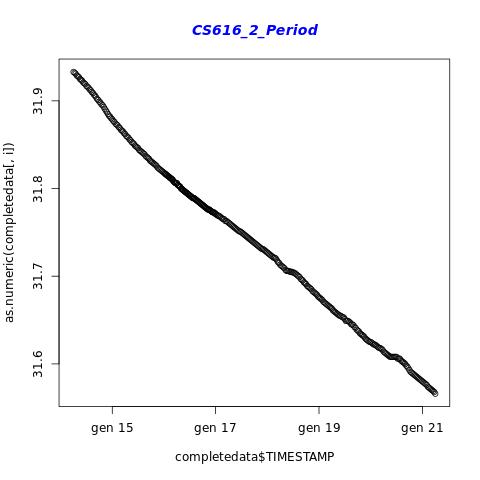 CS616_2_Period
as.numeric(completedata[, i])
31.9
31.8
31.7
31.6
gen 15
gen 17
gen 19
gen 21
completedata$TIMESTAMP